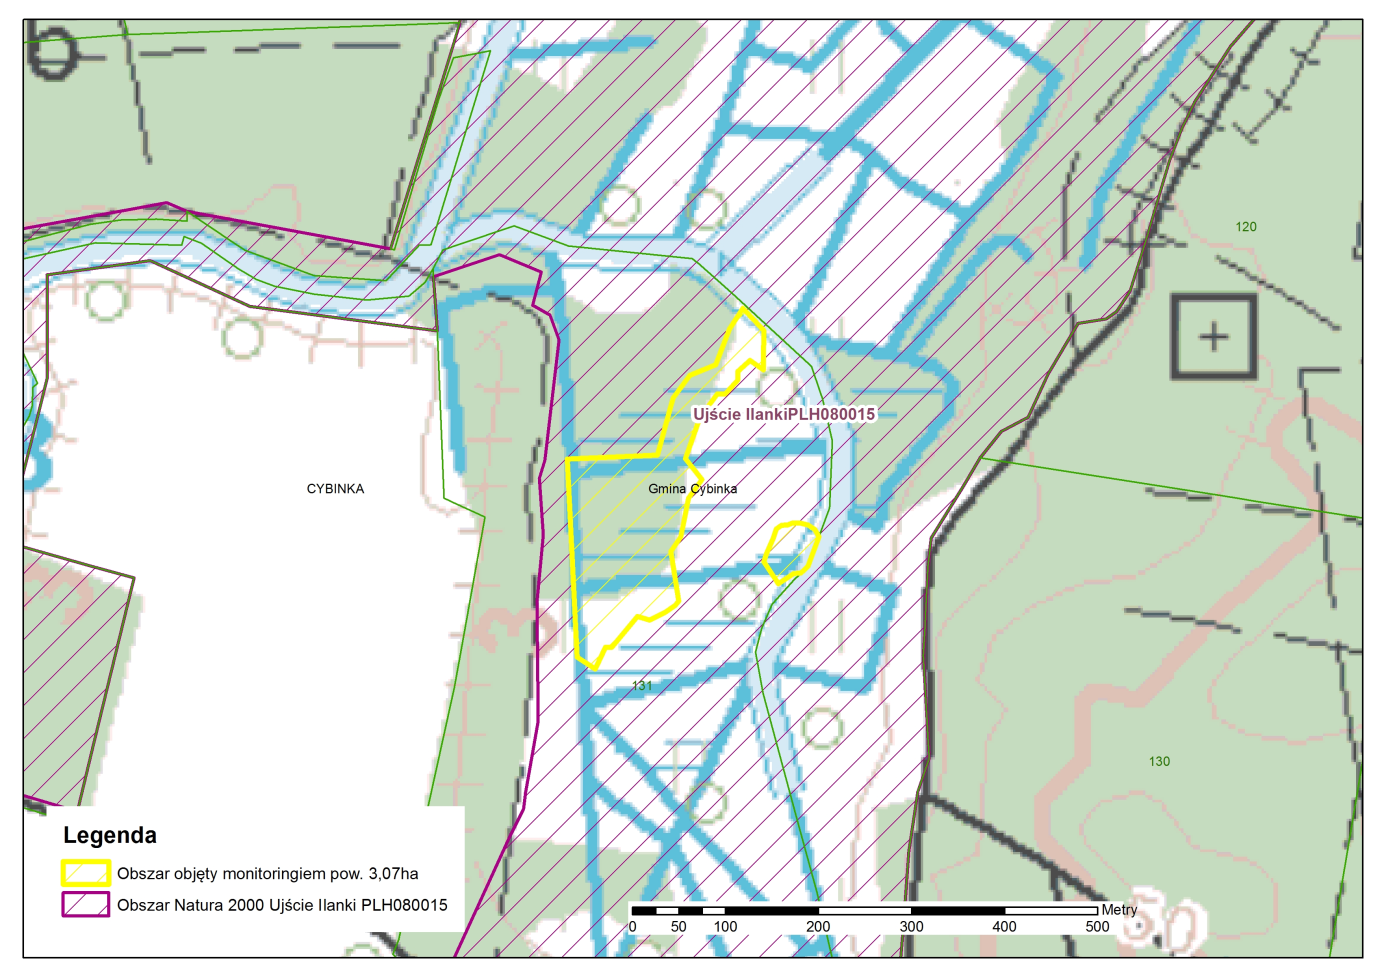 120
Ujście IlankiPLH080015
CYBINKA
Gmina Cybinka
3
131
130
Legenda
Obszar objęty monitoringiem pow. 3,07ha
Obszar Natura 2000 Ujście Ilanki PLH080015
Metry
0 50 100 200 300 400 500